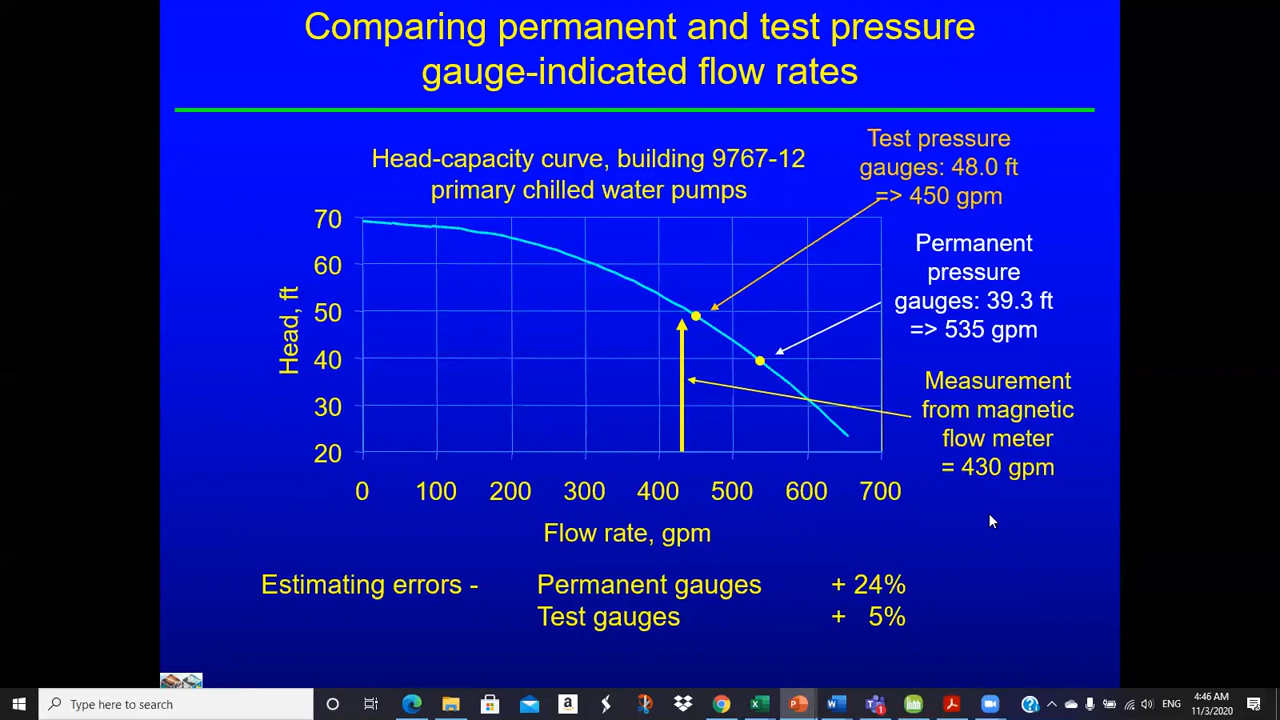 Comparing permanent and test pressure
gauge-indicated flow rates
Head-capacity curve, building 9767-12
primary chilled water pumps
Test pressure
gauges: 48.0 ft
=> 450 gpm
Permanent
pressure
gauges: 39.3 ft
=> 535 gpm
Measurement
from magnetic
flow meter
= 430 gpm
Head, ft
70
60
50
40
30
20
0 100 200 300 400 500 600 700
Flow rate, gpm
Estimating errors - Permanent gauges + 24%
Test gauges + 5%
Type here to search
ENG
4:46 AM
11/3/2020